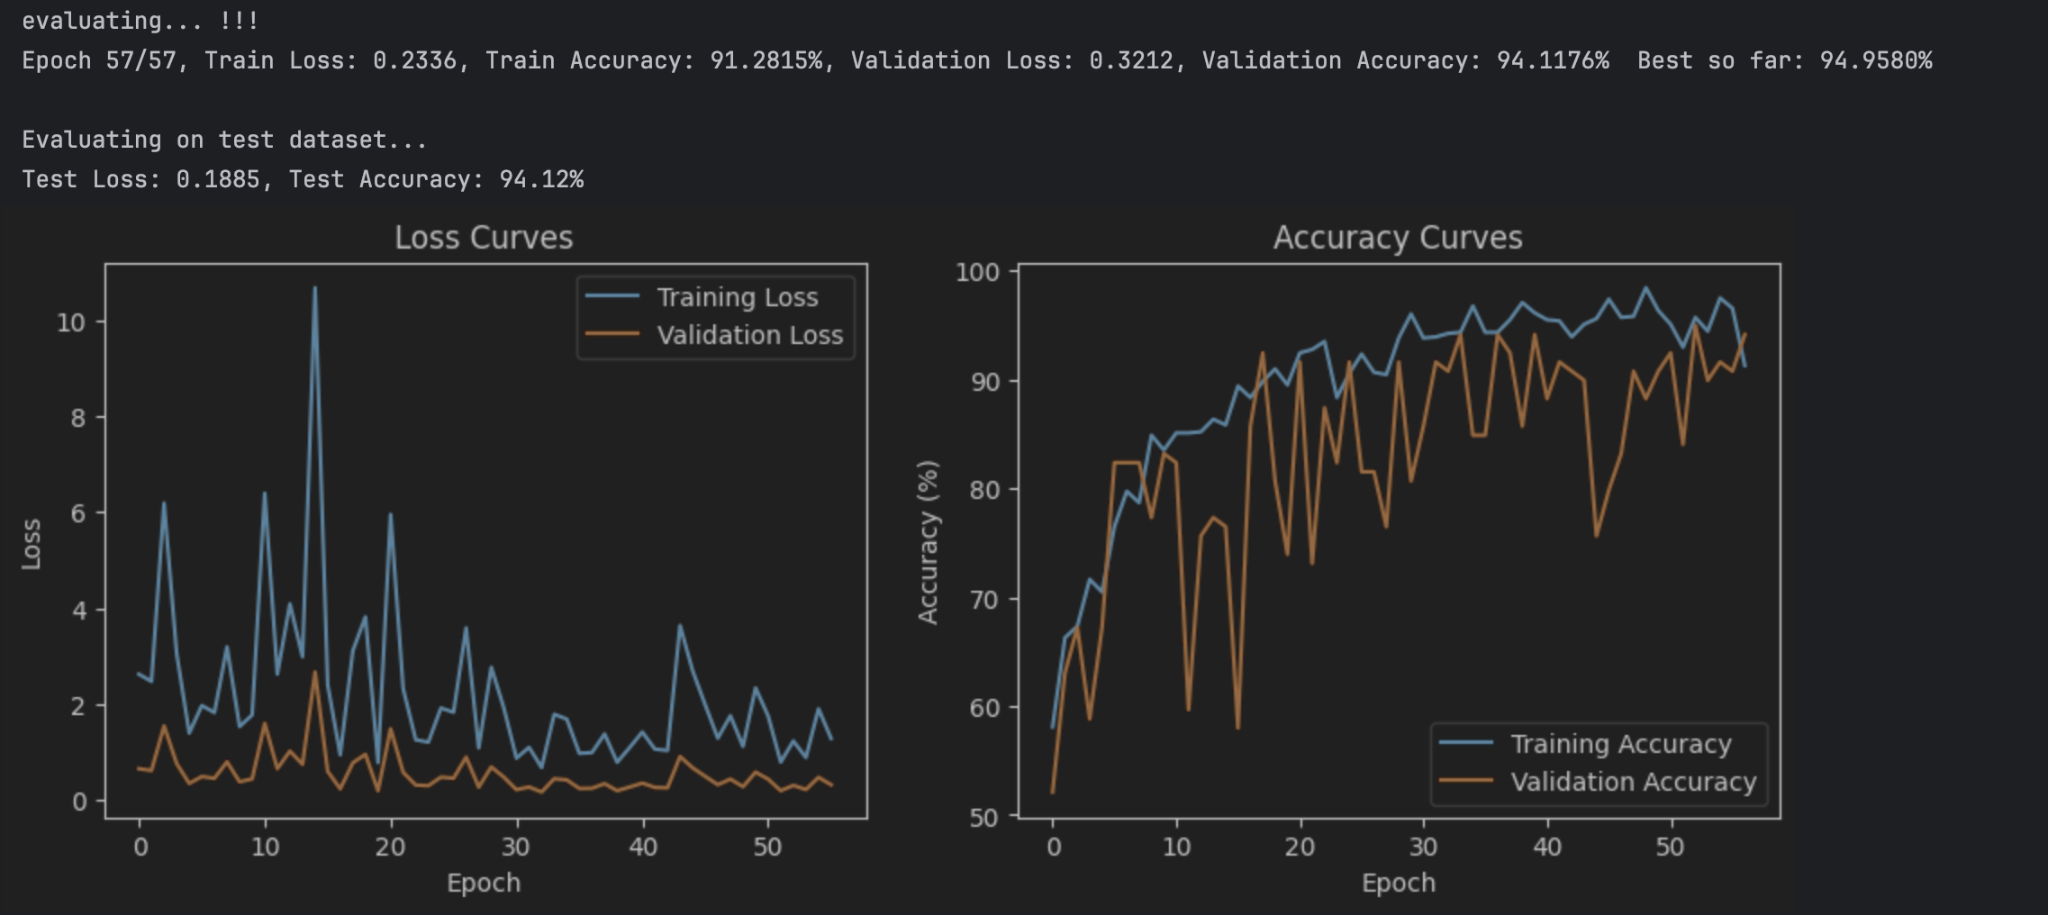 evaluating... !!!
Epoch 57/57, Train Loss: 0.2336, Train Accuracy: 91.2815%, Validation Loss: 0.3212, Validation Accuracy: 94.1176%  Best so far: 94.9580%
Evaluating on test dataset...
Test Loss: 0.1885, Test Accuracy: 94.12%
Loss Curves
Training Loss
Validation Loss
10
8
6
4
2
0
Loss
0 10 20 30 40 50
Epoch
Accuracy Curves
100
90
80
70
60
50
Accuracy (%)
Training Accuracy
Validation Accuracy
0 10 20 30 40 50
Epoch